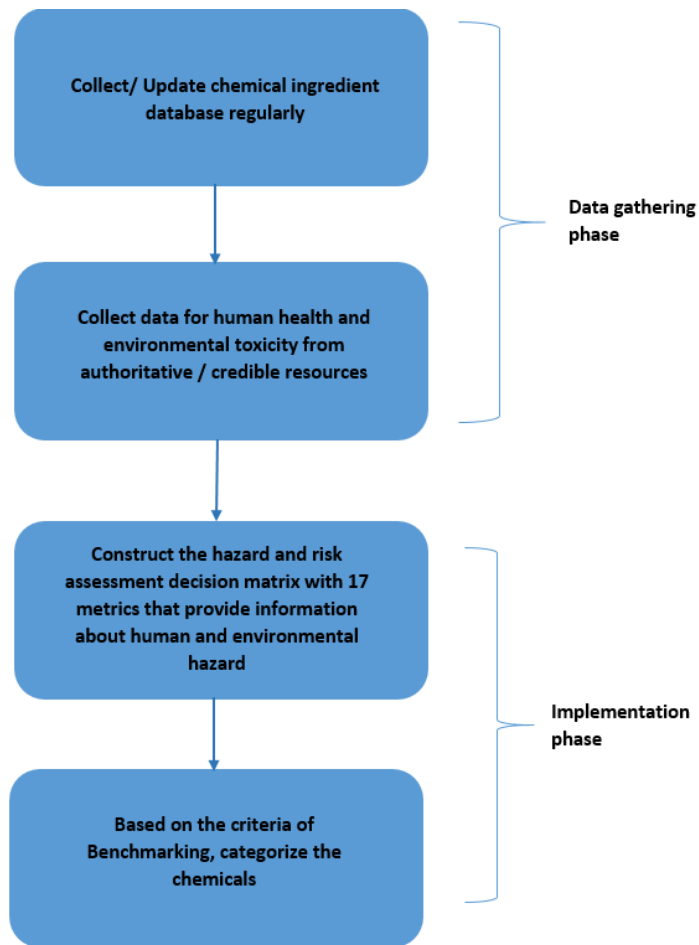 Collect/ Update chemical ingredient
database regularly
Data gathering
phase
Collect data for human health and
environmental toxicity from
authoritative / credible resources
Construct the hazard and risk
assessment decision matrix with 17
metrics that provide information
about human and environmental
hazard
Implementation
phase
Based on the criteria of
Benchmarking, categorize the
chemicals